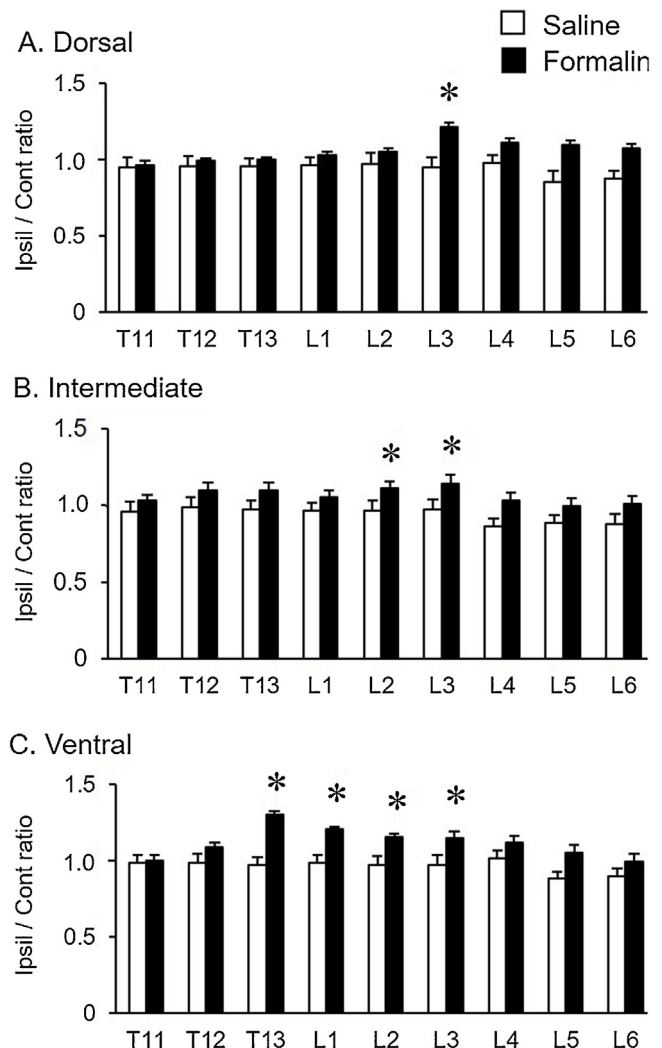 Saline
Formalin
A. Dorsal
1.5
1.0
0.5
0
Ipsil / Cont ratio
*
T11 T12 T13 L1 L2 L3 L4 L5 L6
B. Intermediate
1.5
1.0
0.5
0
Ipsil / Cont ratio
* *
T11 T12 T13 L1 L2 L3 L4 L5 L6
C. Ventral
1.5
1.0
0.5
0
Ipsil / Cont ratio
* * * *
T11 T12 T13 L1 L2 L3 L4 L5 L6